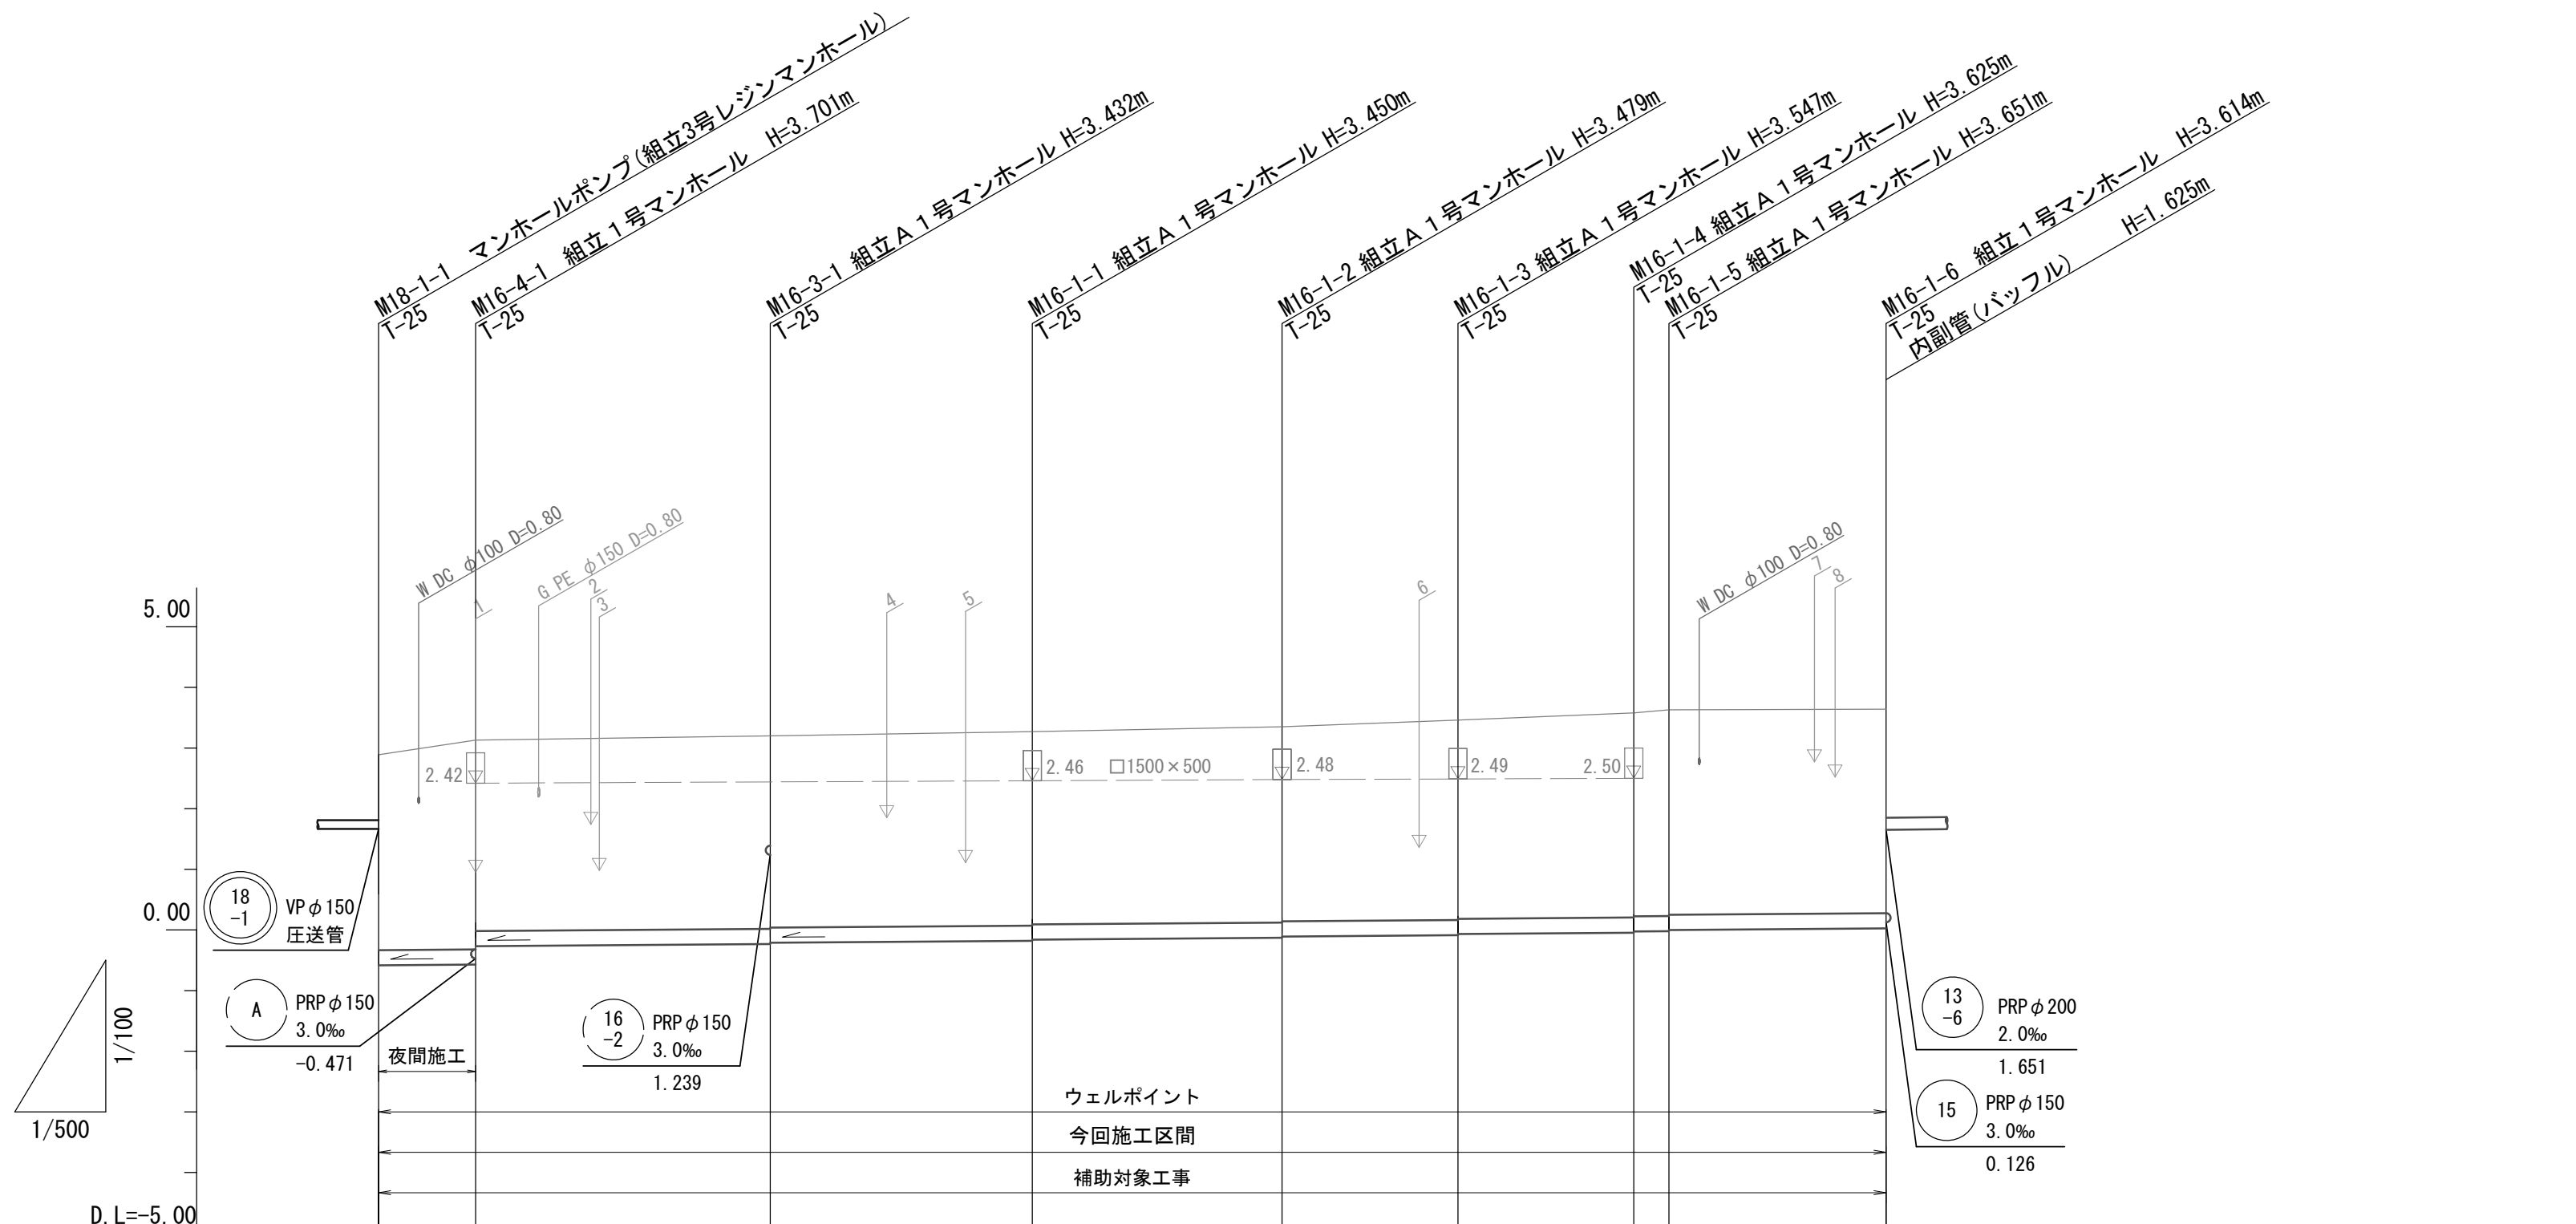 M18-1-1　マンホールポンプ(組立3号レジンマンホール)
T-25
M16-4-1　組立１号マンホール　H=3.701m
T-25
M16-3-1 組立Ａ１号マンホール H=3.432m
T-25
M16-1-1 組立Ａ１号マンホール H=3.450m
T-25
M16-1-2 組立Ａ１号マンホール H=3.479m
T-25
M16-1-3 組立Ａ１号マンホール H=3.547m
T-25
M16-1-4 組立Ａ１号マンホール H=3.625m
T-25
M16-1-5 組立Ａ１号マンホール H=3.651m
T-25
M16-1-6　組立１号マンホール　H=3.614m
T-25
内副管(バッフル)　H=1.625m
W DC φ100 D=0.80
1
G PE φ150 D=0.80
2
3
4
5
6
W DC φ100 D=0.80
7
8
5.00
2.42
2.46
□1500×500
2.48
2.49
2.50
0.00
18
-1
VPφ150
圧送管
A
PRPφ150
3.0‰
-0.471
16
-2
PRPφ150
3.0‰
1.239
13
-6
PRPφ200
2.0‰
1.651
15
PRPφ150
3.0‰
0.126
夜間施工
ウェルポイント
今回施工区間
補助対象工事
1/100
1/500
D.L=-5.00